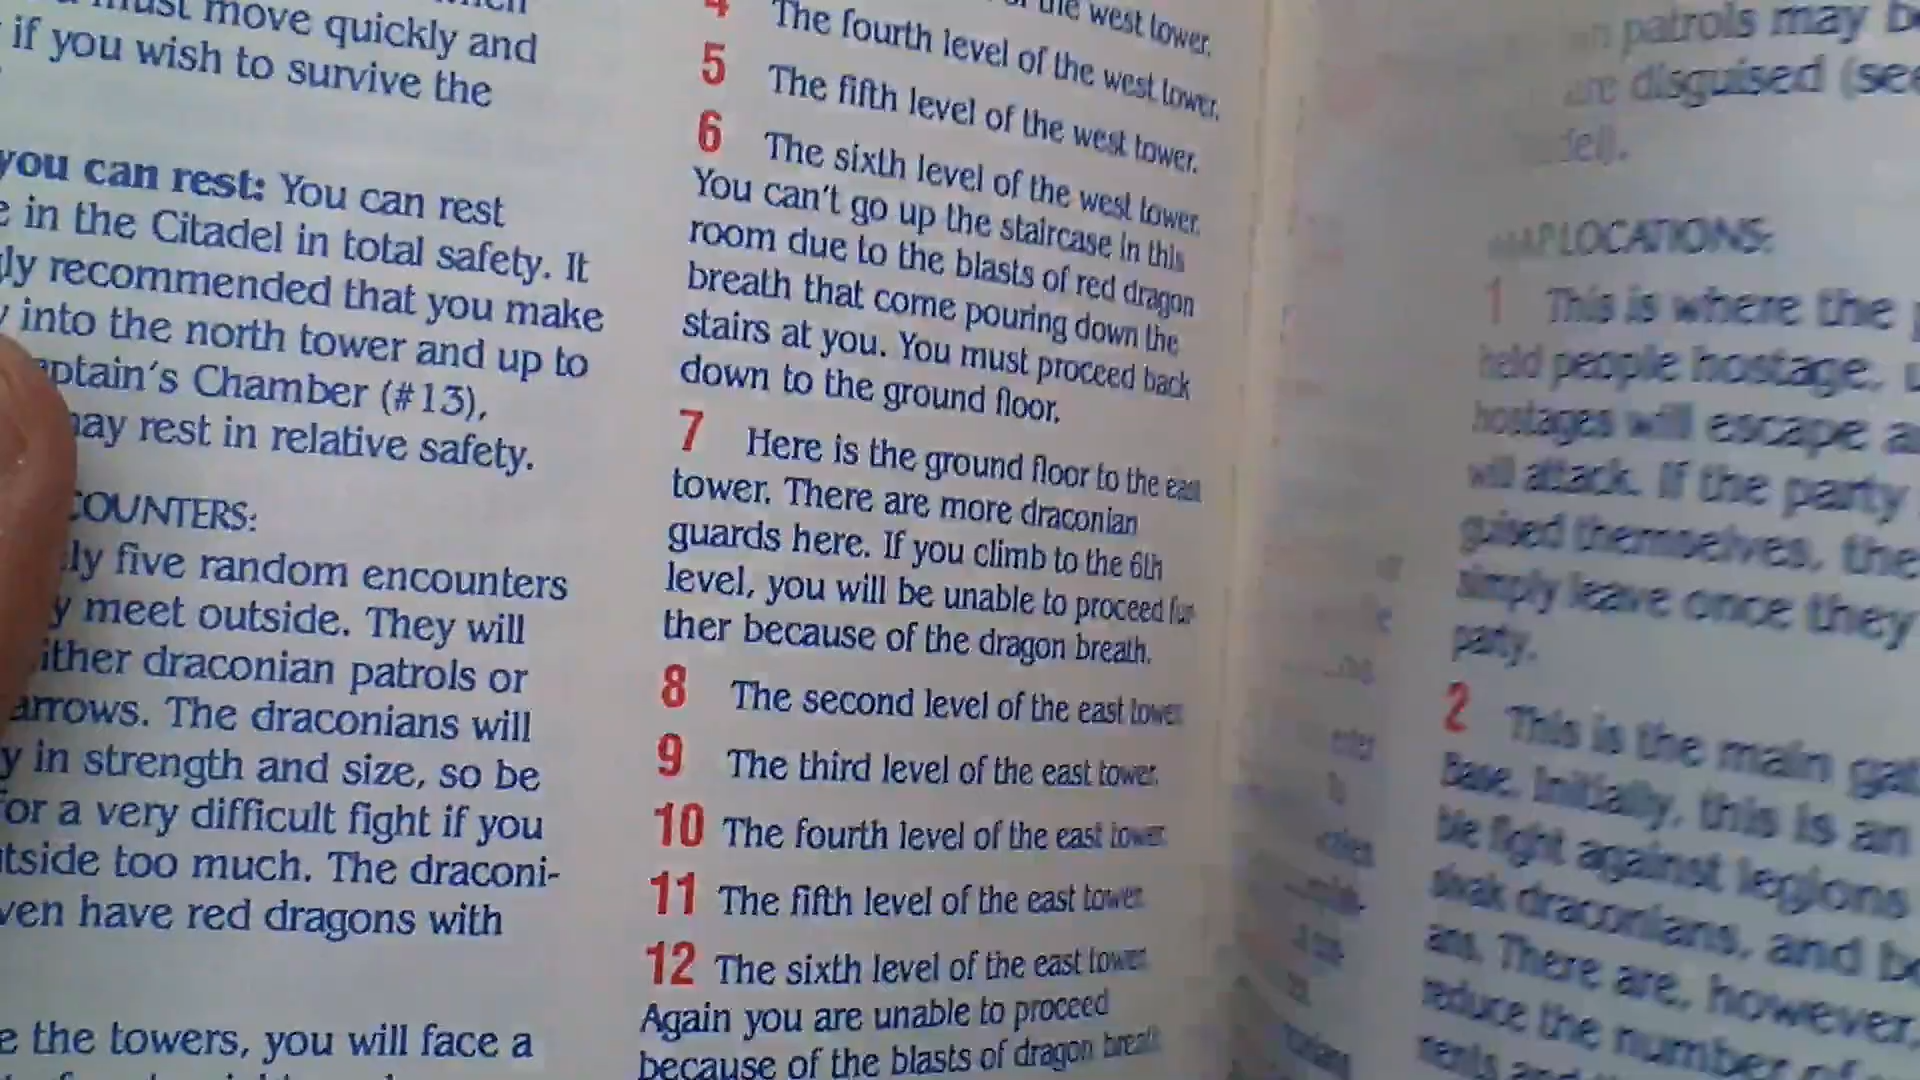 must move quickly and
if you wish to survive the
you can rest: You can rest
in the Citadel in total safety. It
recommended that you make
into the north tower and up to
Chamber (#13),
may rest in relative safety.
five random encounters
meet outside. They will
draconian patrols or
The draconians will
in strength and size, so be
for a very difficult fight if you
too much. The draconi-
have red dragons with
the towers, you will face a
the west tower.
4 The fourth level of the west tower.
5 The fifth level of the west tower.
6 The sixth level of the west tower.
You can't go up the staircase in this
room due to the blasts of red dragon
breath that come pouring down the
stairs at you. You must proceed back
down to the ground floor.
7 Here is the ground floor to the east
tower. There are more draconian
guards here. If you climb to the 6th
level, you will be unable to proceed fur-
ther because of the dragon breath.
8 The second level of the east tower.
9 The third level of the east tower.
10 The fourth level of the east tower.
11 The fifth level of the east tower.
12 The sixth level of the east tower.
Again you are unable to proceed
because of the blasts of dragon breath
patrols may
disguised (see
LOCATIONS:
1 This is where the
held people hostage,
hostages will escape
will attack. If the party
themselves,
simply leave once they
party.
2 This is the main
Base. Initially, this is an
fight against legions
draconians, and
There are, however,
reduce the number